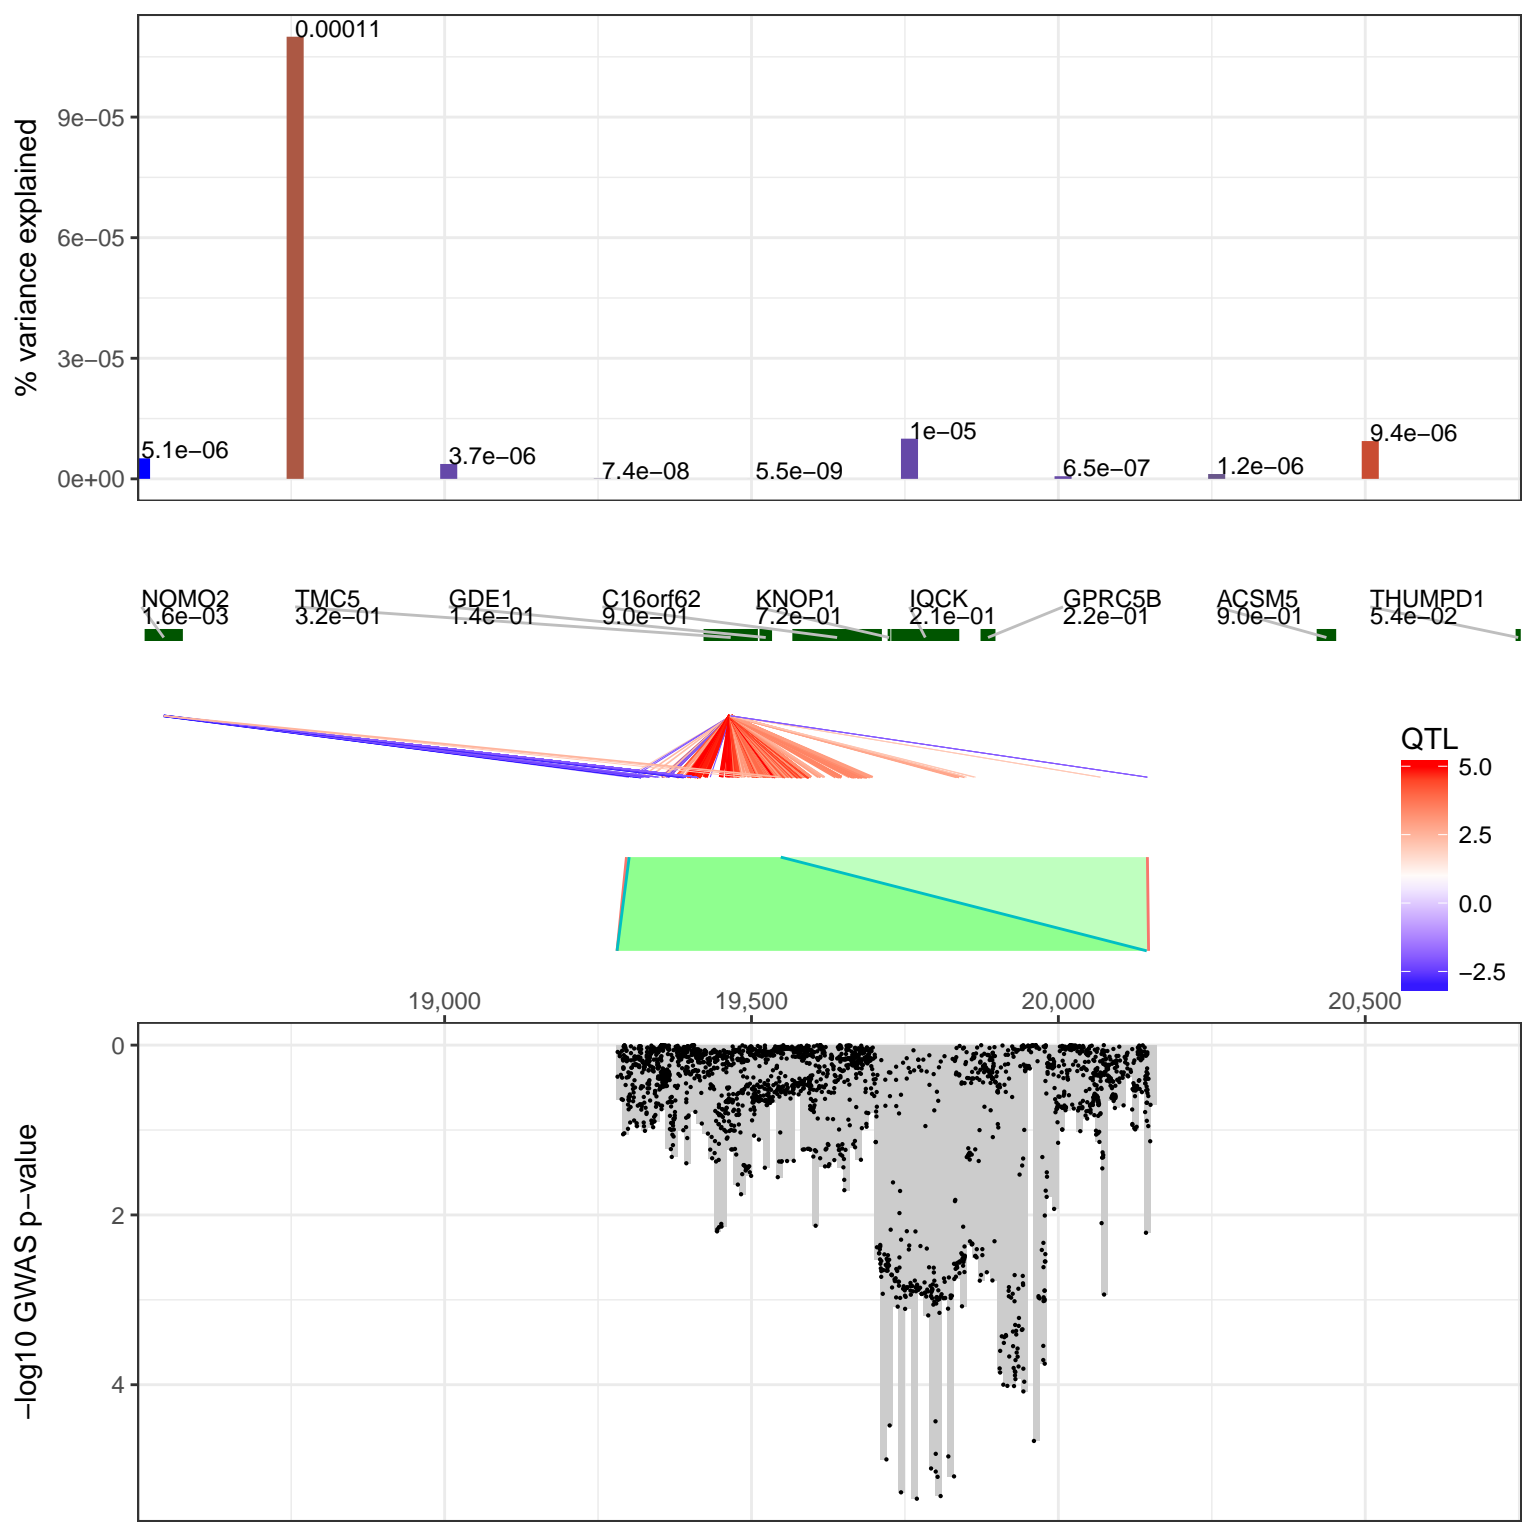 % variance explained
9e−05
6e−05
3e−05
0e+00
0.00011
5.1e−06
3.7e−06
7.4e−08
5.5e−09
1e−05
6.5e−07
1.2e−06
9.4e−06
NOMO2 TMC5 GDE1 C16orf62 KNOP1 IQCK GPRC5B ACSM5 THUMPD1
1.6e−03 3.2e−01 1.4e−01 9.0e−01 7.2e−01 2.1e−01 2.2e−01 9.0e−01 5.4e−02
QTL
5.0
2.5
0.0
−2.5
19,000 19,500 20,000 20,500
−log10 GWAS p−value
0
2
4